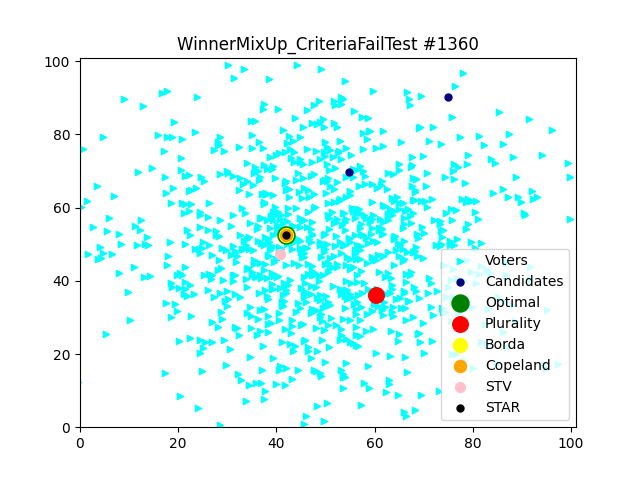 WinnerMixUp_CriteriaFailTest #1360
100
80
60
40
20
0
0 20 40 60 80 100
Voters
Candidates
Optimal
Plurality
Borda
Copeland
STV
STAR